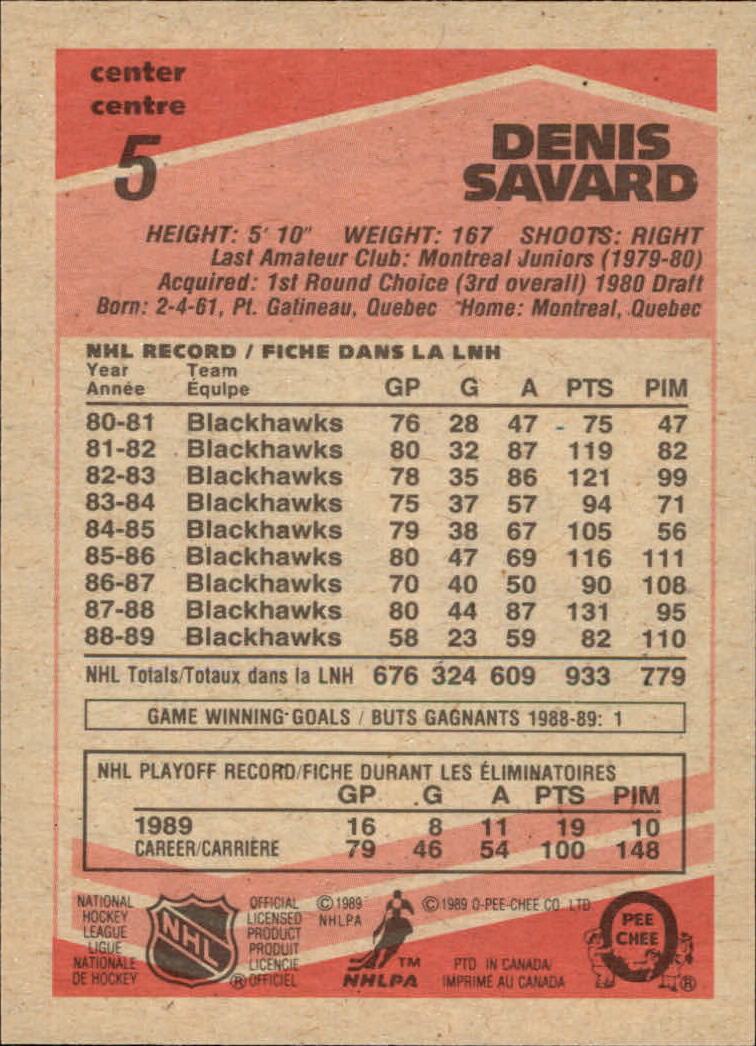 center
centre
5
DENIS
SAVARD
HEIGHT: 5' 10" WEIGHT: 167 SHOOTS: RIGHT
Last Amateur Club: Montreal Juniors (1979-80)
Acquired: 1st Round Choice (3rd overall) 1980 Draft
Born: 2-4-61, Pt. Gatineau, Quebec Home: Montreal, Quebec
NHL RECORD / FICHE DANS LA LNH
Year Team
Année Équipe GP G A PTS PIM
80-81 Blackhawks 76 28 47 75 47
81-82 Blackhawks 80 32 87 119 82
82-83 Blackhawks 78 35 86 121 99
83-84 Blackhawks 75 37 57 94 71
84-85 Blackhawks 79 38 67 105 56
85-86 Blackhawks 80 47 69 116 111
86-87 Blackhawks 70 40 50 90 108
87-88 Blackhawks 80 44 87 131 95
88-89 Blackhawks 58 23 59 82 110
NHL Totals/Totaux dans la LNH 676 324 609 933 779
GAME WINNING GOALS / BUTS GAGNANTS 1988-89: 1
NHL PLAYOFF RECORD/FICHE DURANT LES ÉLIMINATOIRES
GP G A PTS PIM
1989 16 8 11 19 10
CAREER/CARRIÈRE 79 46 54 100 148
NATIONAL
HOCKEY
LEAGUE
LIGUE
NATIONALE
DE HOCKEY
NHL
®
OFFICIAL
LICENSED
PRODUCT
PRODUIT
LICENCIE
OFFICIEL
© 1989
NHLPA
TM
NHLPA
© 1989 O-PEE-CHEE CO. LTD.
PTD. IN CANADA/
IMPRIMÉ AU CANADA
PEE
CHEE
®